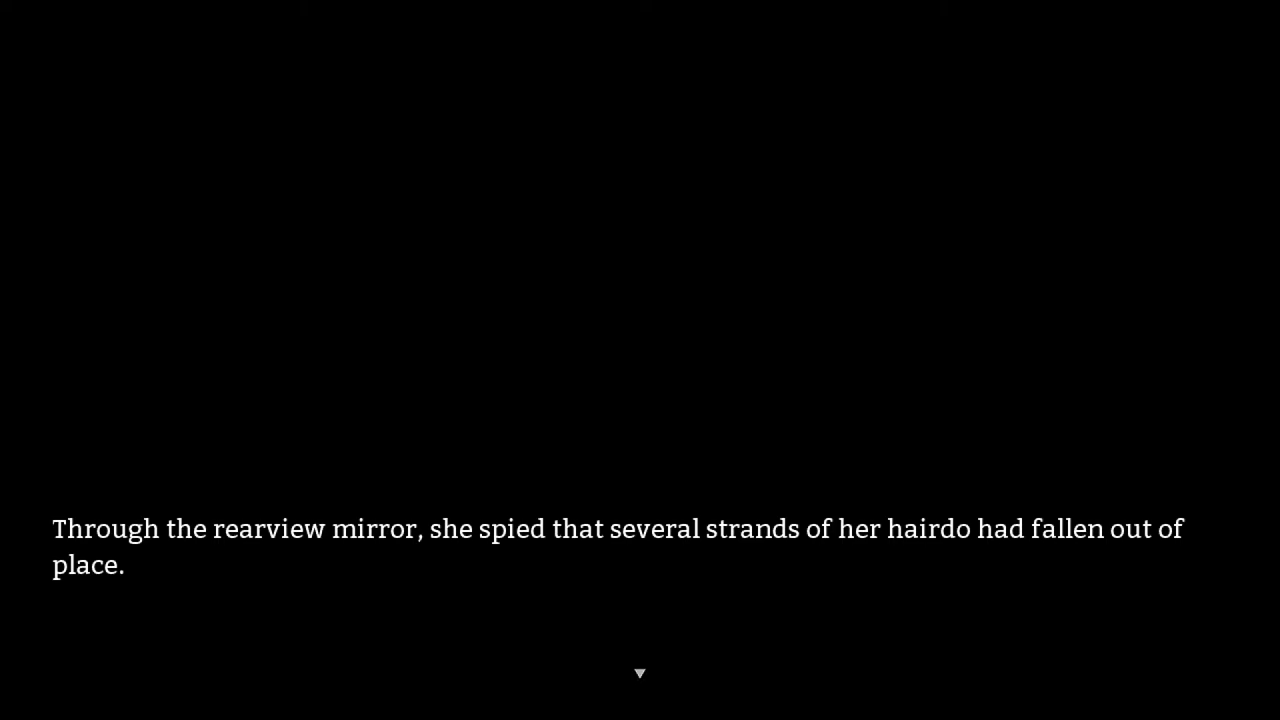 Through the rearview mirror, she spied that several strands of her hairdo had fallen out of
place.